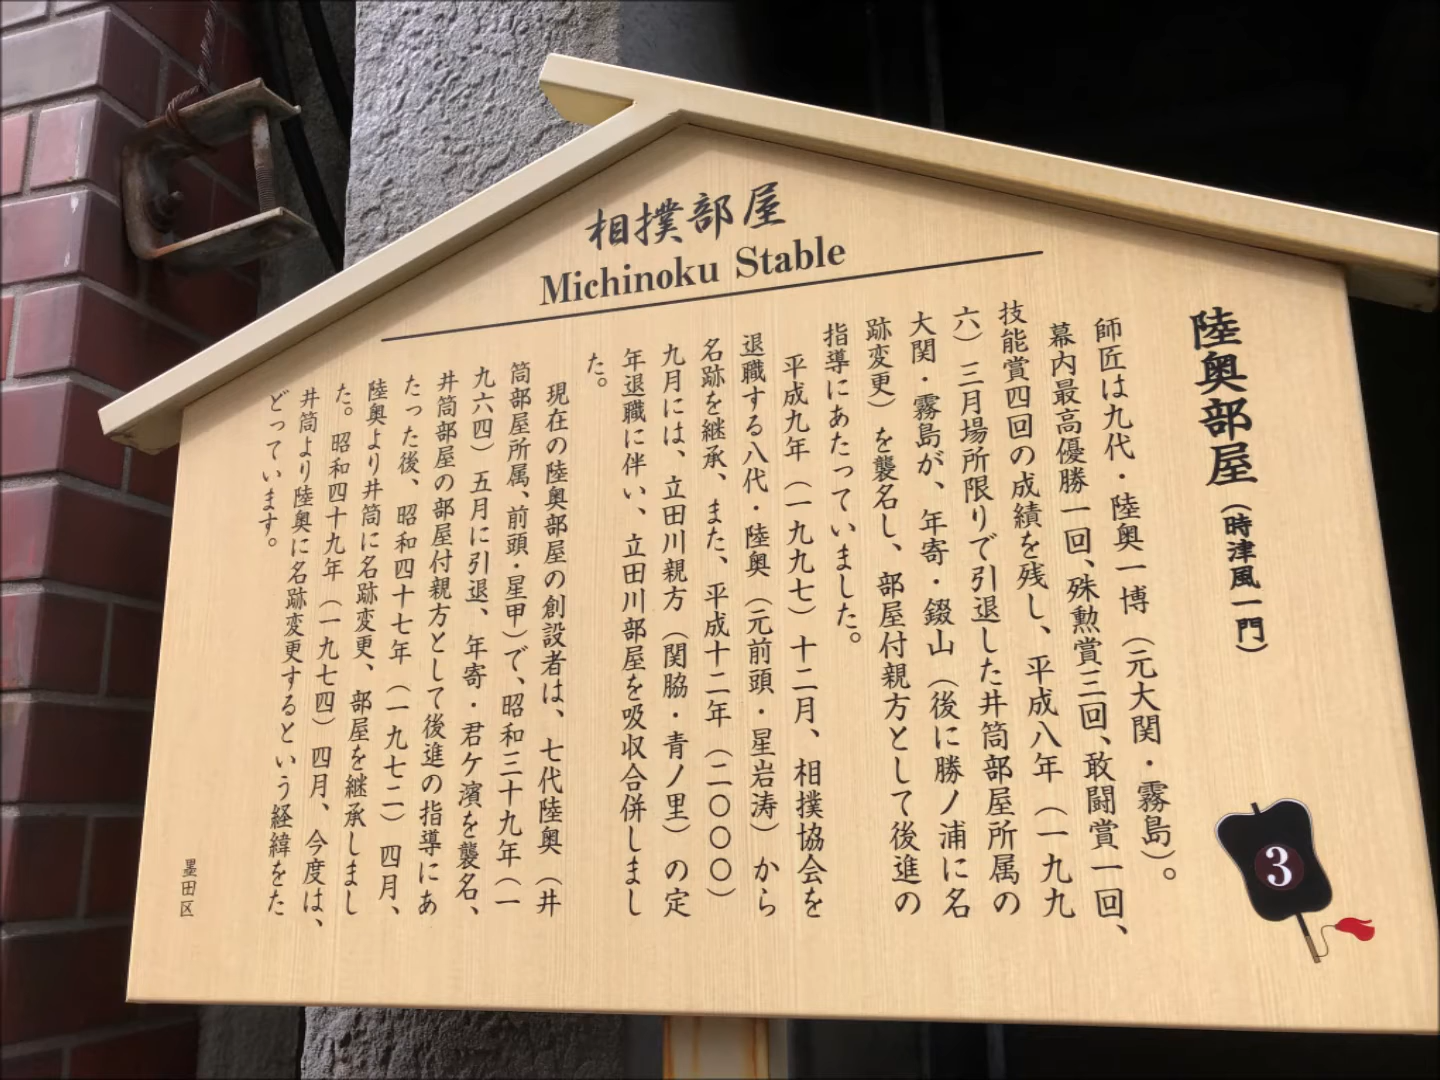 相撲部屋
Michinoku Stable
陸奥部屋（時津風一門）
師匠は九代・陸奥一博（元大関・霧島）。
幕内最高優勝一回、殊勲賞三回、敢闘賞一回、
技能賞四回の成績を残し、平成八年（一九九
六）三月場所限りで引退した井筒部屋所属の
大関・霧島が、年寄・錣山（後に勝ノ浦に名
跡変更）を襲名し、部屋付親方として後進の
指導にあたっていました。
平成九年（一九九七）十二月、相撲協会を
退職する八代・陸奥（元前頭・星岩涛）から
名跡を継承、また、平成十二年（二〇〇〇）
九月には、立田川親方（関脇・青ノ里）の定
年退職に伴い、立田川部屋を吸収合併しまし
た。
現在の陸奥部屋の創設者は、七代陸奥（井
筒部屋所属、前頭・星甲）で、昭和三十九年（一
九六四）五月に引退、年寄・君ケ濱を襲名、
井筒部屋の部屋付親方として後進の指導にあ
たった後、昭和四十七年（一九七二）四月、
陸奥より井筒に名跡変更、部屋を継承しまし
た。昭和四十九年（一九七四）四月、今度は、
井筒より陸奥に名跡変更するという経緯をた
どっています。
墨田区
3